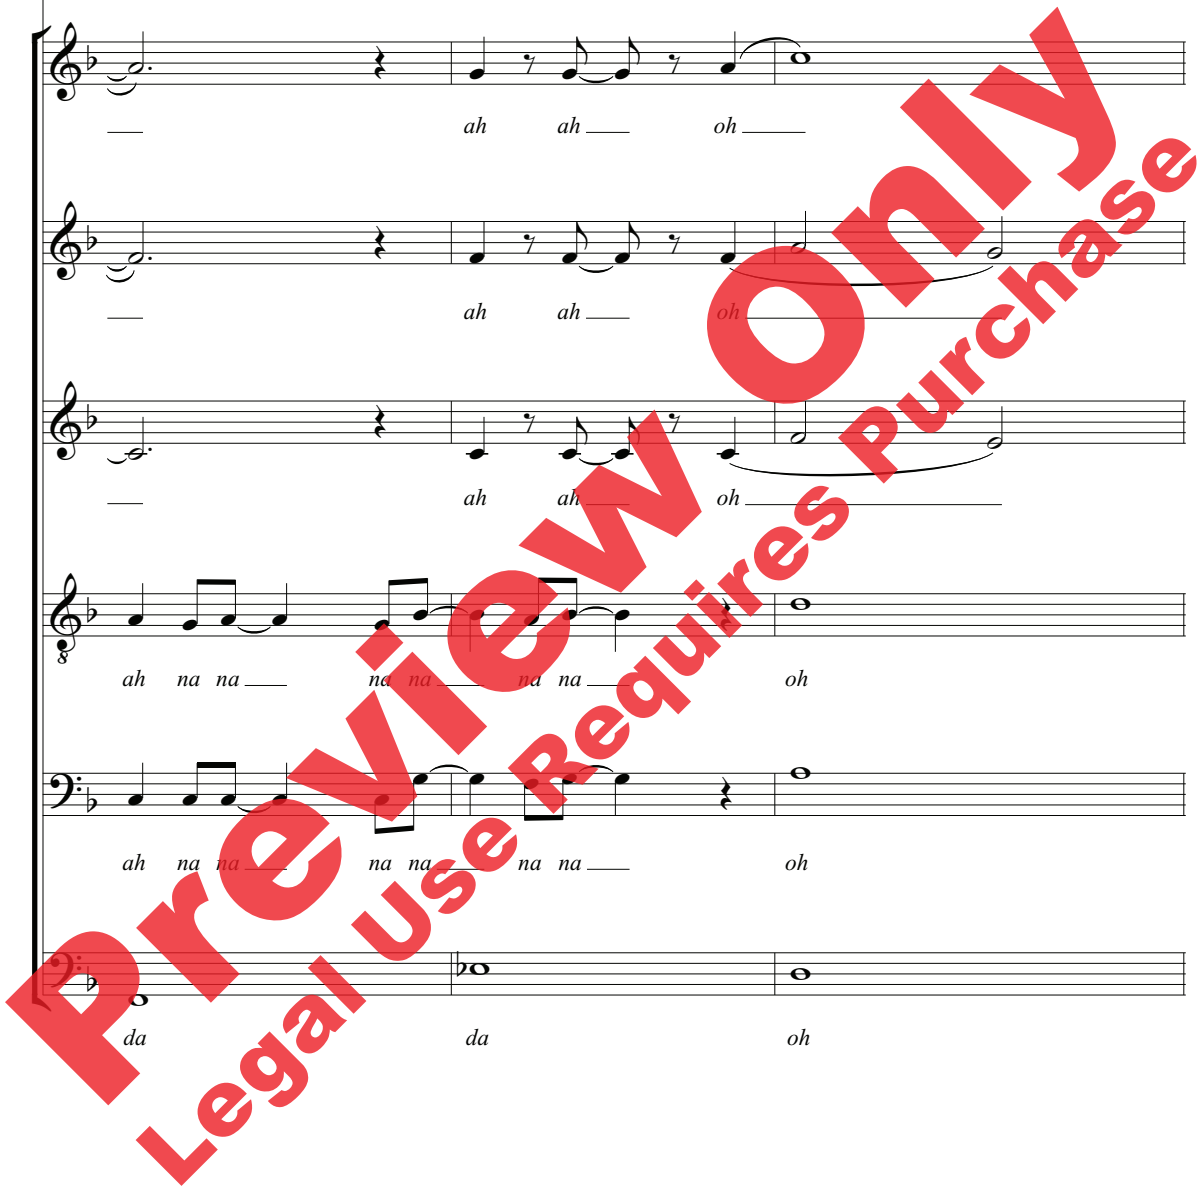 ah ah oh
ah ah oh
ah ah oh
8
ah na na na na na na oh
ah na na na na na na oh
da da oh
Preview Only
Legal Use Requires Purchase